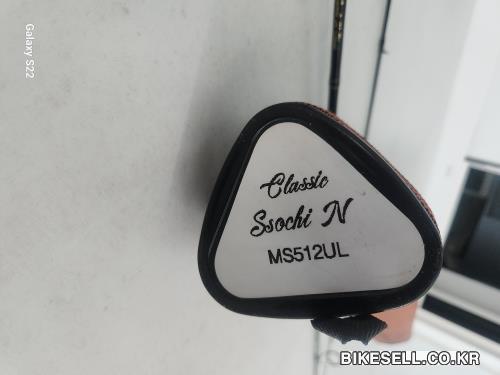 Galaxy S22
Classic
Ssochi N
MS512UL
BIKESELL.CO.KR